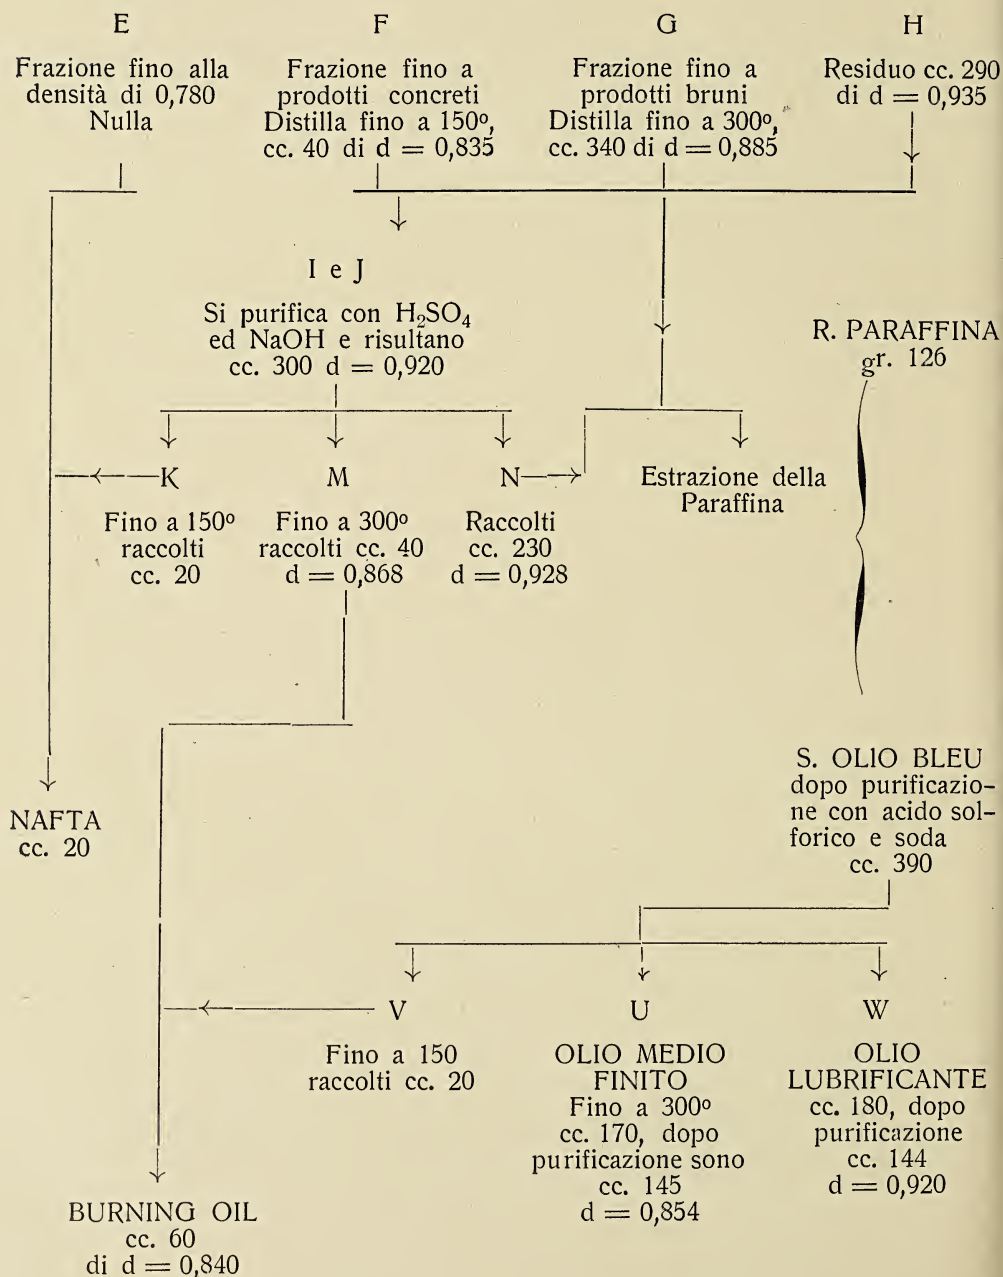 E
Frazione fino alla
densità di 0,780
Nulla
F
Frazione fino a
prodotti concreti
Distilla fino a 150º,
cc. 40 di d = 0,835
G
Frazione fino a
prodotti bruni
Distilla fino a 300º,
cc. 340 di d = 0,885
H
Residuo cc. 290
di d = 0,935
I e J
Si purifica con H₂SO₄
ed NaOH e risultano
cc. 300 d = 0,920
R. PARAFFINA
gr. 126
K
Fino a 150º
raccolti
cc. 20
M
Fino a 300º
raccolti cc. 40
d = 0,868
N
Raccolti
cc. 230
d = 0,928
Estrazione della
Paraffina
S. OLIO BLEU
dopo purificazio-
ne con acido sol-
forico e soda
cc. 390
NAFTA
cc. 20
V
Fino a 150
raccolti cc. 20
U
OLIO MEDIO
FINITO
Fino a 300º
cc. 170, dopo
purificazione sono
cc. 145
d = 0,854
W
OLIO
LUBRIFICANTE
cc. 180, dopo
purificazione
cc. 144
d = 0,920
BURNING OIL
cc. 60
di d = 0,840